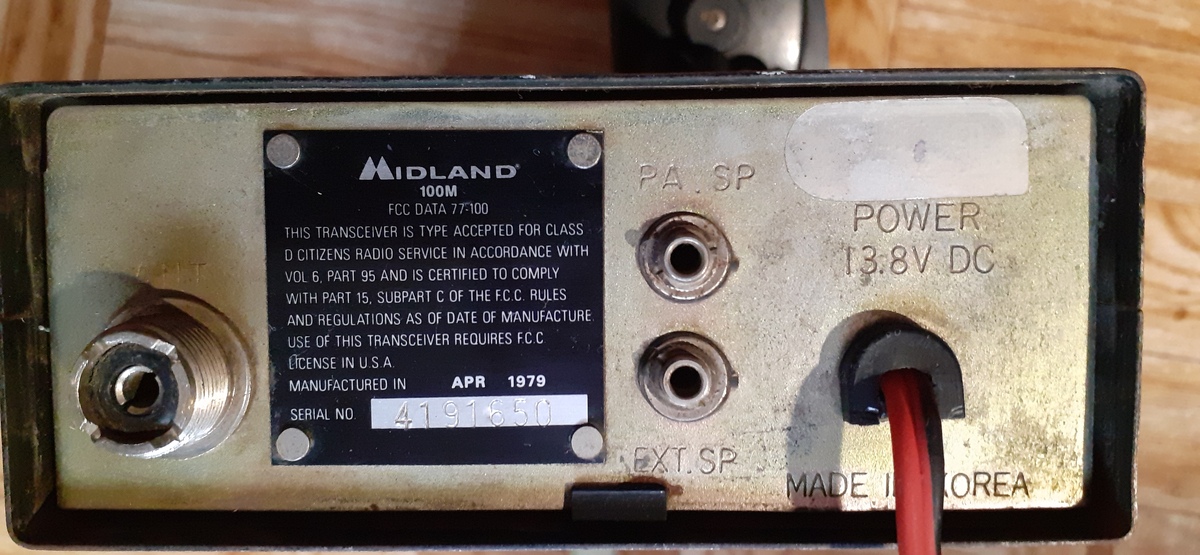 MIDLAND
100M
FCC DATA 77-100
THIS TRANSCEIVER IS TYPE ACCEPTED FOR CLASS
D CITIZENS RADIO SERVICE IN ACCORDANCE WITH
VOL 6, PART 95 AND IS CERTIFIED TO COMPLY
WITH PART 15, SUBPART C OF THE F.C.C. RULES
AND REGULATIONS AS OF DATE OF MANUFACTURE.
USE OF THIS TRANSCEIVER REQUIRES F.C.C
LICENSE IN U.S.A.
MANUFACTURED IN APR 1979
SERIAL NO. 4191650
ANT
PA. SP
EXT. SP
POWER
13.8V DC
MADE IN KOREA